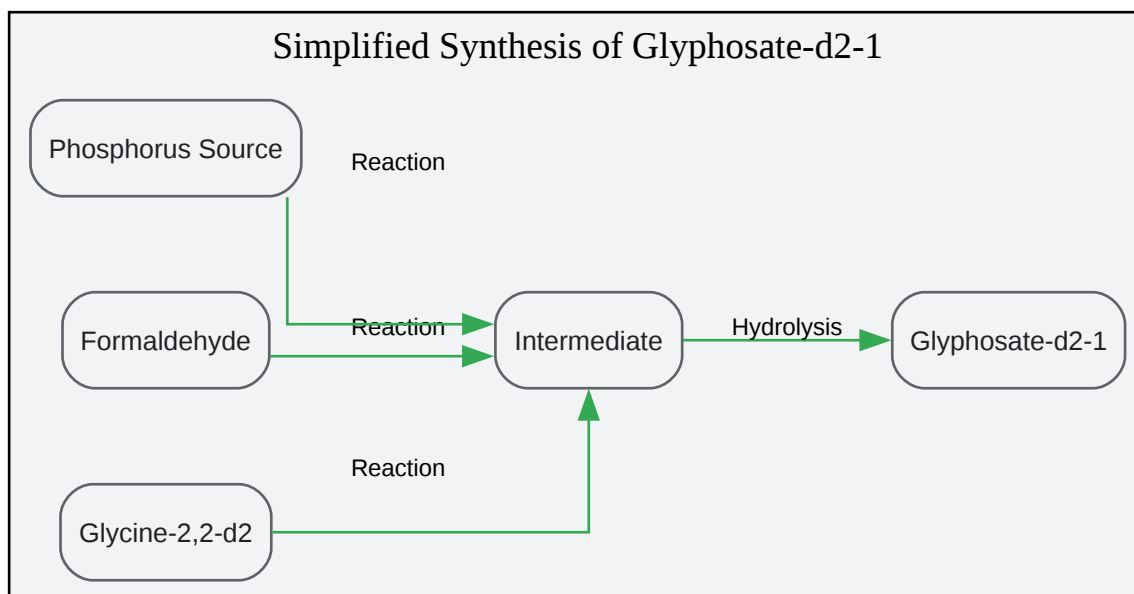 Simplified Synthesis of Glyphosate-d2-1
Phosphorus Source
Reaction
Formaldehyde
Reaction
Intermediate
Hydrolysis
Glyphosate-d2-1
Reaction
Glycine-2,2-d2